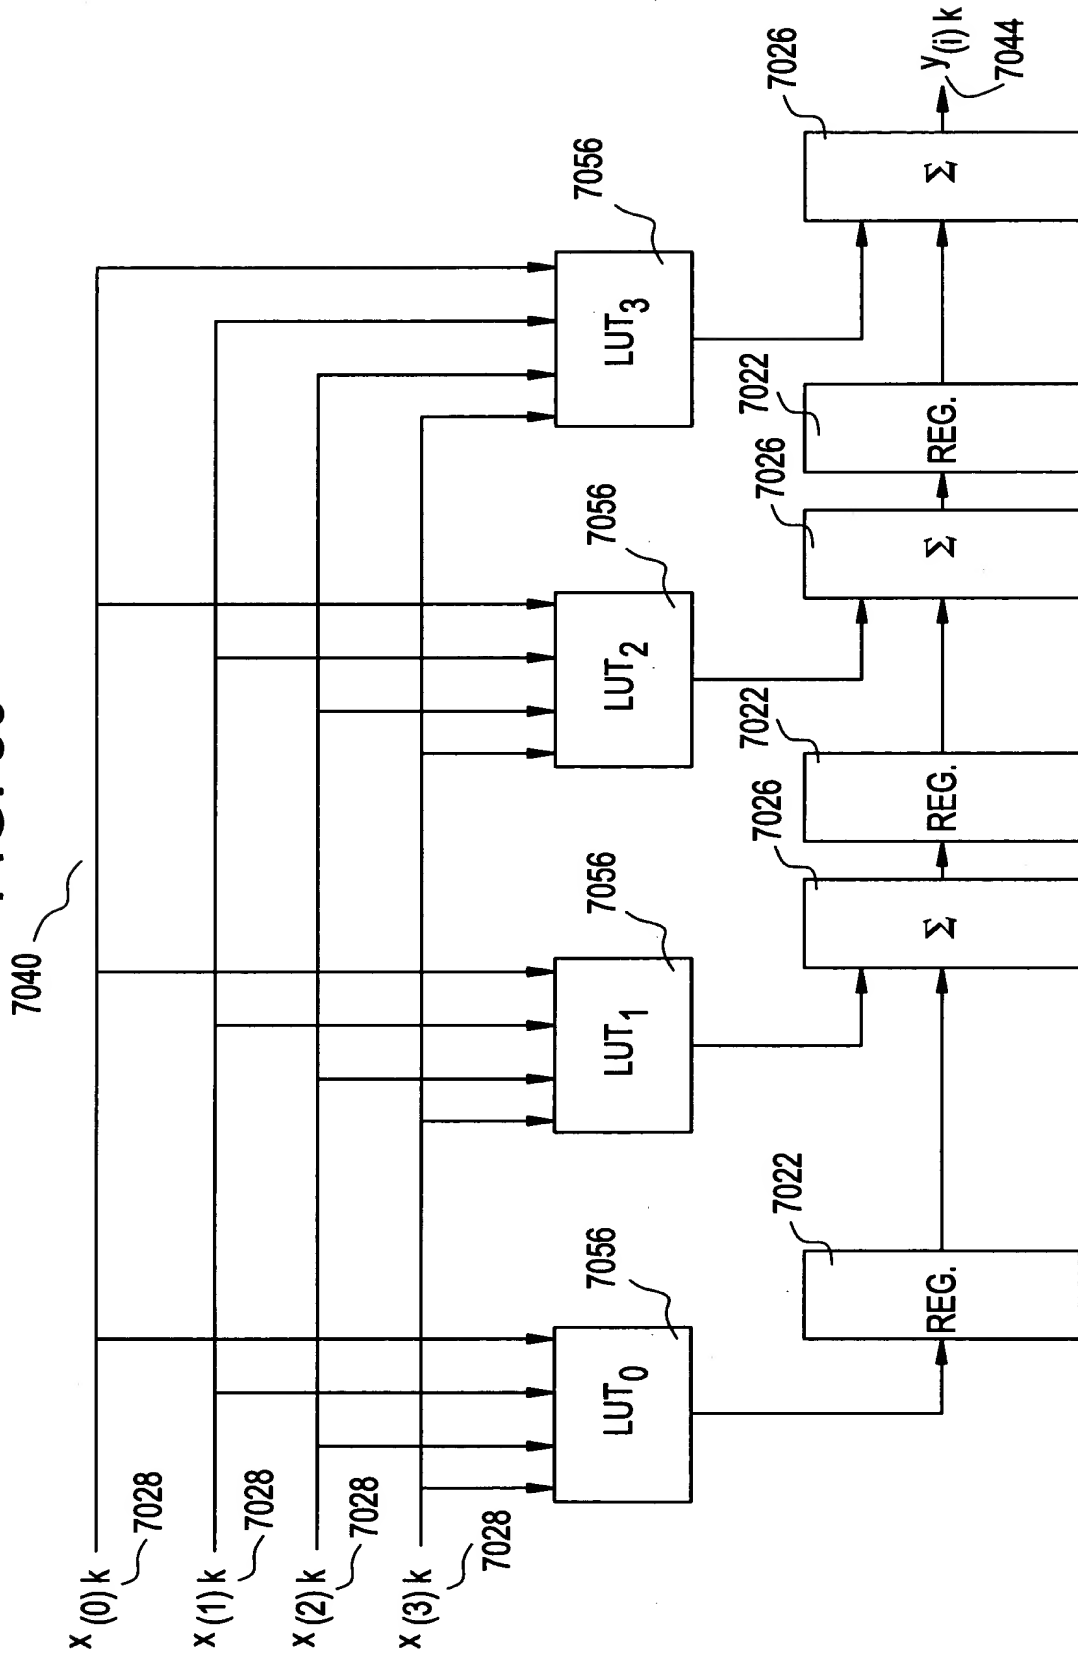 7040
x(0)k
7028
x(1)k
7028
x(2)k
7028
x(3)k
7028
LUT0
7056
LUT1
7056
LUT2
7056
LUT3
7056
REG.
7022
Σ
7026
REG.
7022
Σ
7026
REG.
7022
Σ
7026
y(i)k
7044